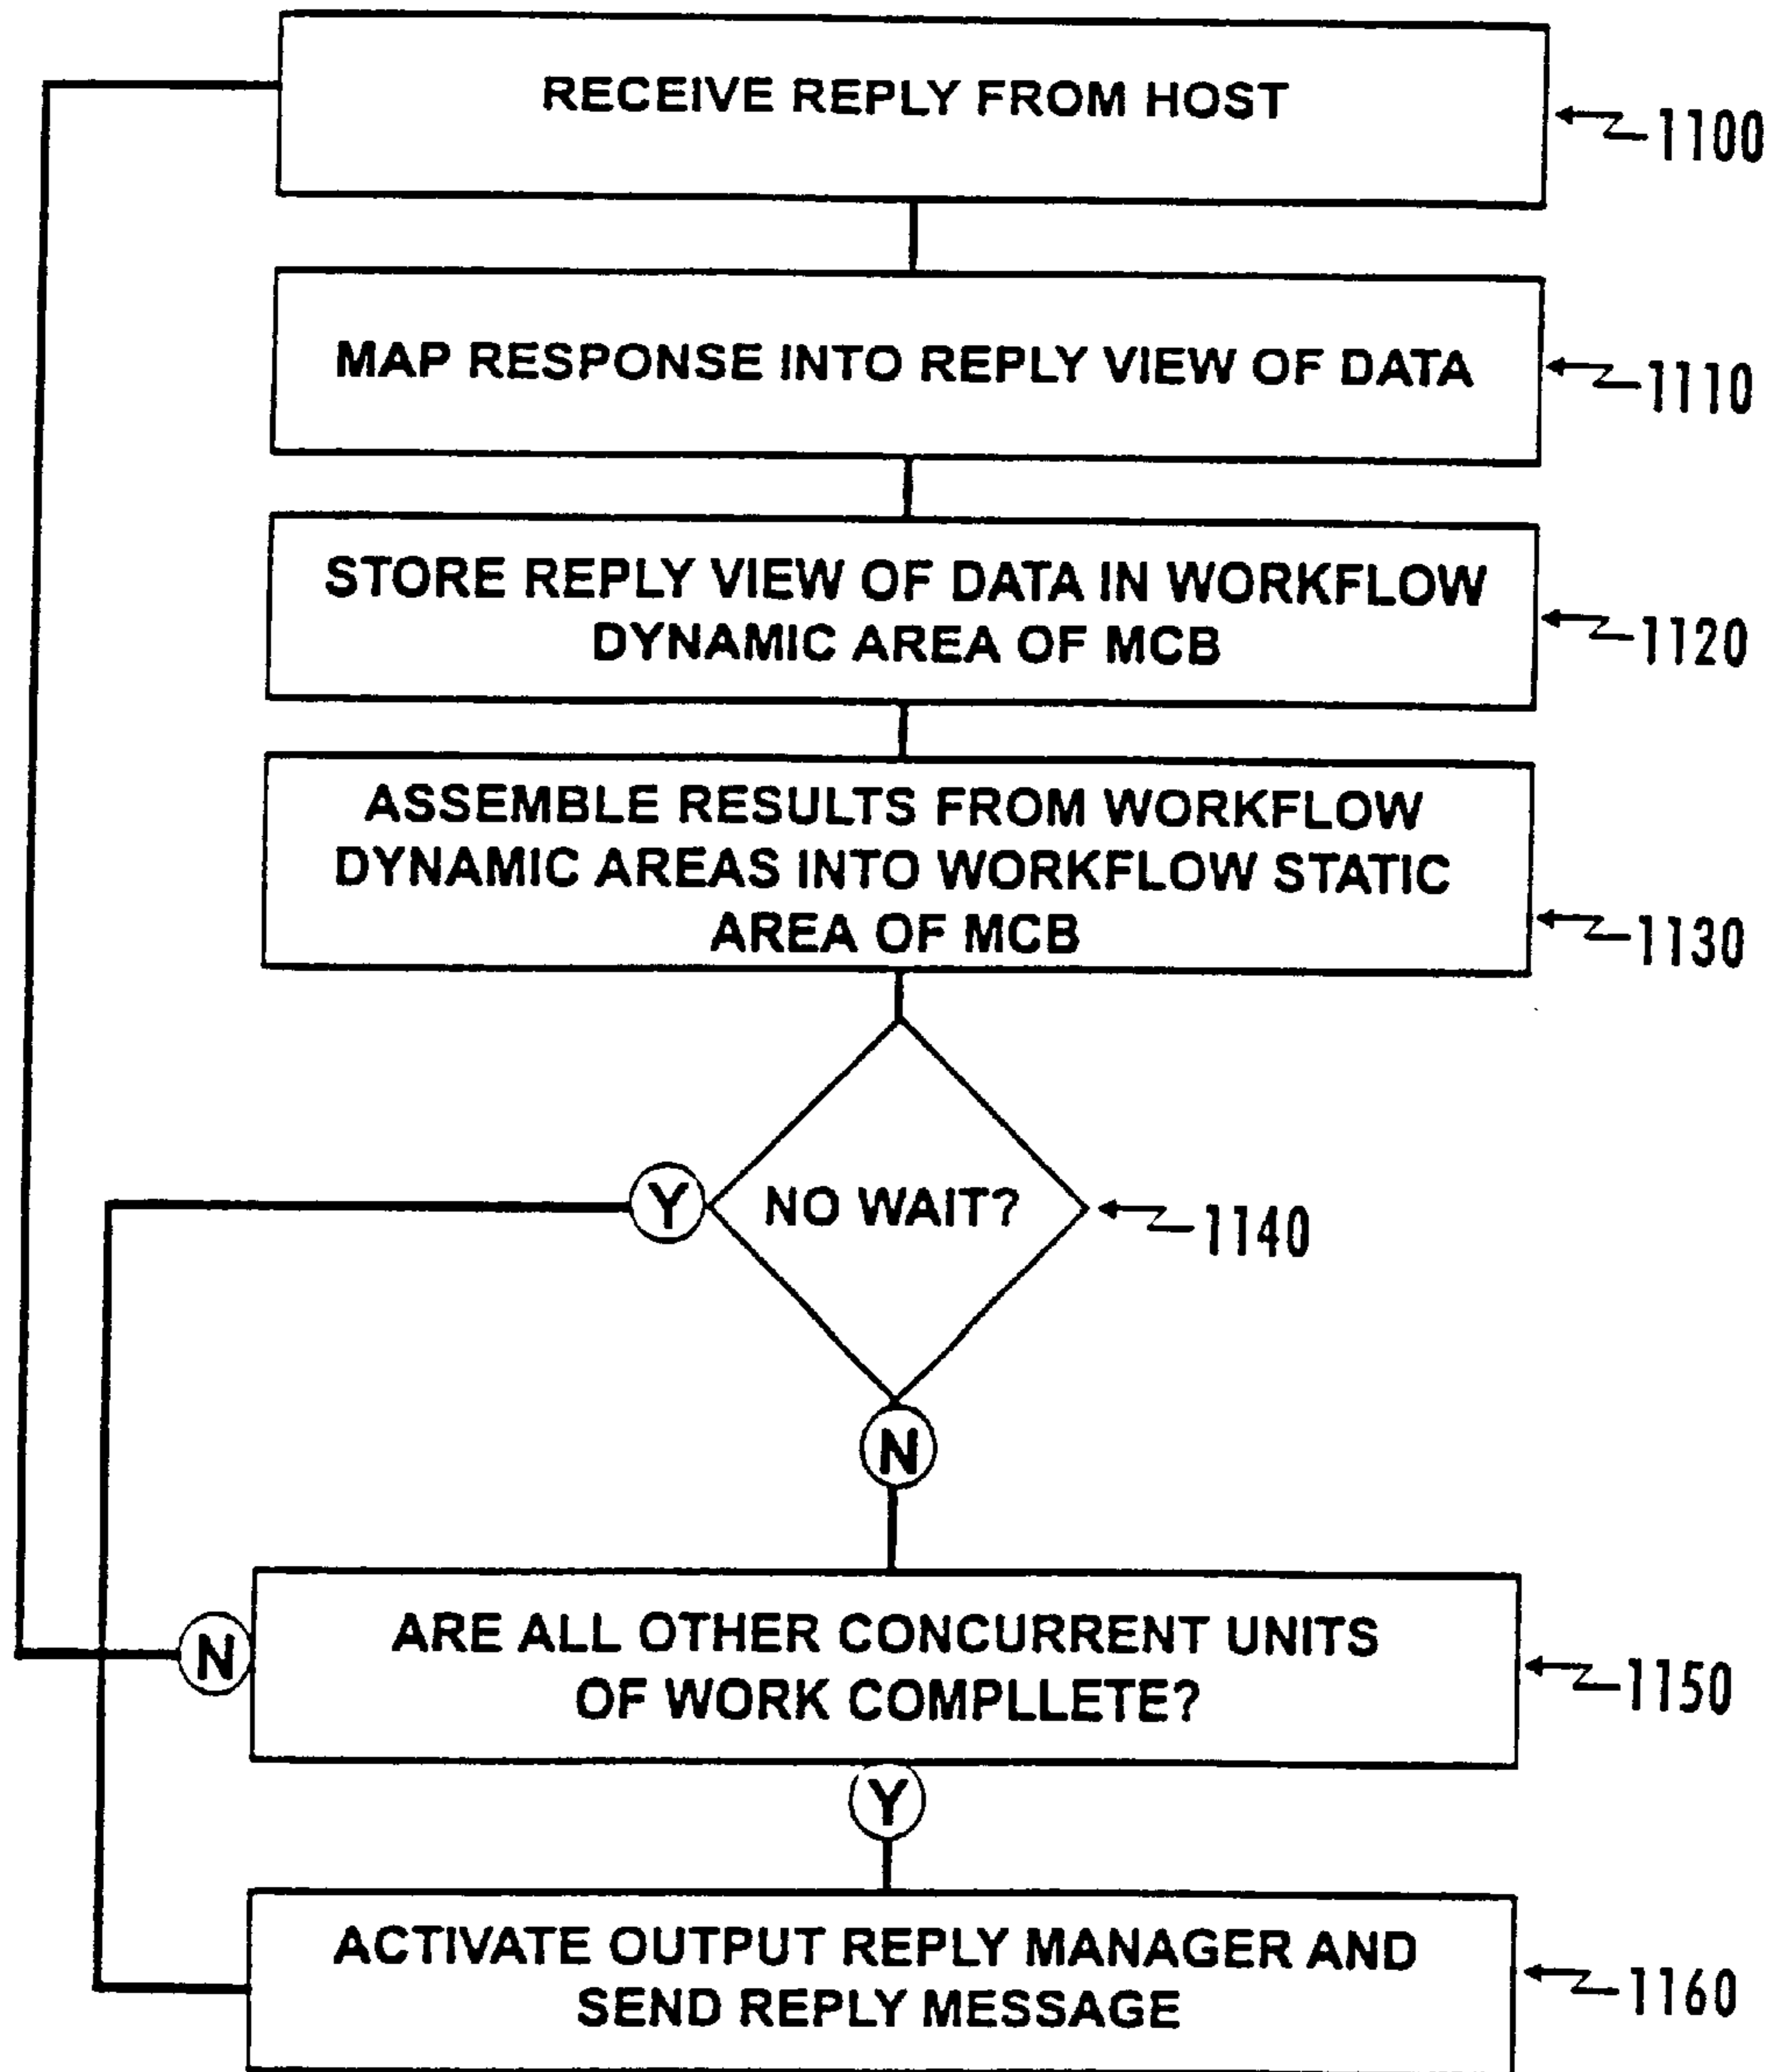 RECEIVE REPLY FROM HOST
1100
MAP RESPONSE INTO REPLY VIEW OF DATA
1110
STORE REPLY VIEW OF DATA IN WORKFLOW
DYNAMIC AREA OF MCB
1120
ASSEMBLE RESULTS FROM WORKFLOW
DYNAMIC AREAS INTO WORKFLOW STATIC
AREA OF MCB
1130
Y
NO WAIT?
1140
N
N
ARE ALL OTHER CONCURRENT UNITS
OF WORK COMPLLETE?
1150
Y
ACTIVATE OUTPUT REPLY MANAGER AND
SEND REPLY MESSAGE
1160